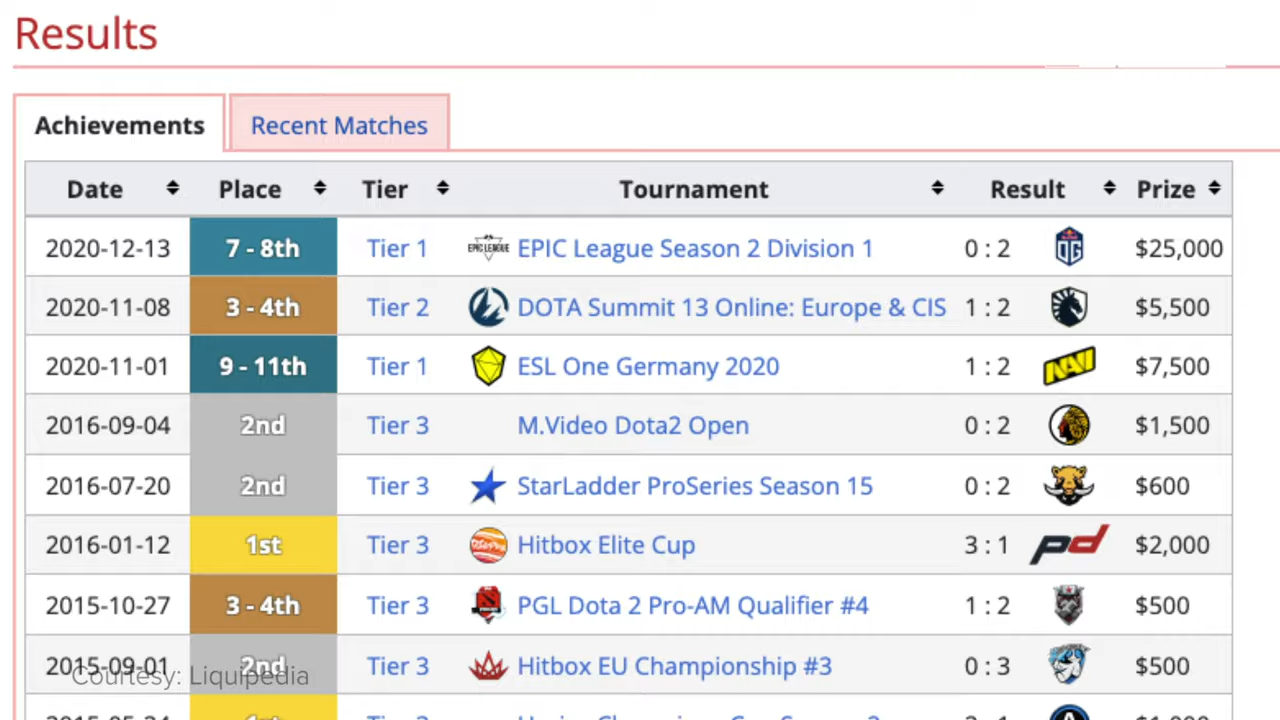 Results
Achievements Recent Matches
Date Place Tier Tournament Result Prize
2020-12-13 7 - 8th Tier 1 EPIC LEAGUE EPIC League Season 2 Division 1 0 : 2 OG $25,000
2020-11-08 3 - 4th Tier 2 DOTA Summit 13 Online: Europe & CIS 1 : 2 $5,500
2020-11-01 9 - 11th Tier 1 ESL One Germany 2020 1 : 2 NAVI $7,500
2016-09-04 2nd Tier 3 M.Video Dota2 Open 0 : 2 $1,500
2016-07-20 2nd Tier 3 StarLadder ProSeries Season 15 0 : 2 $600
2016-01-12 1st Tier 3 Hitbox Elite Cup 3 : 1 pd $2,000
2015-10-27 3 - 4th Tier 3 PGL Dota 2 Pro-AM Qualifier #4 1 : 2 $500
2015-09-01 2nd Tier 3 Hitbox EU Championship #3 0 : 3 $500
Courtesy: Liquipedia